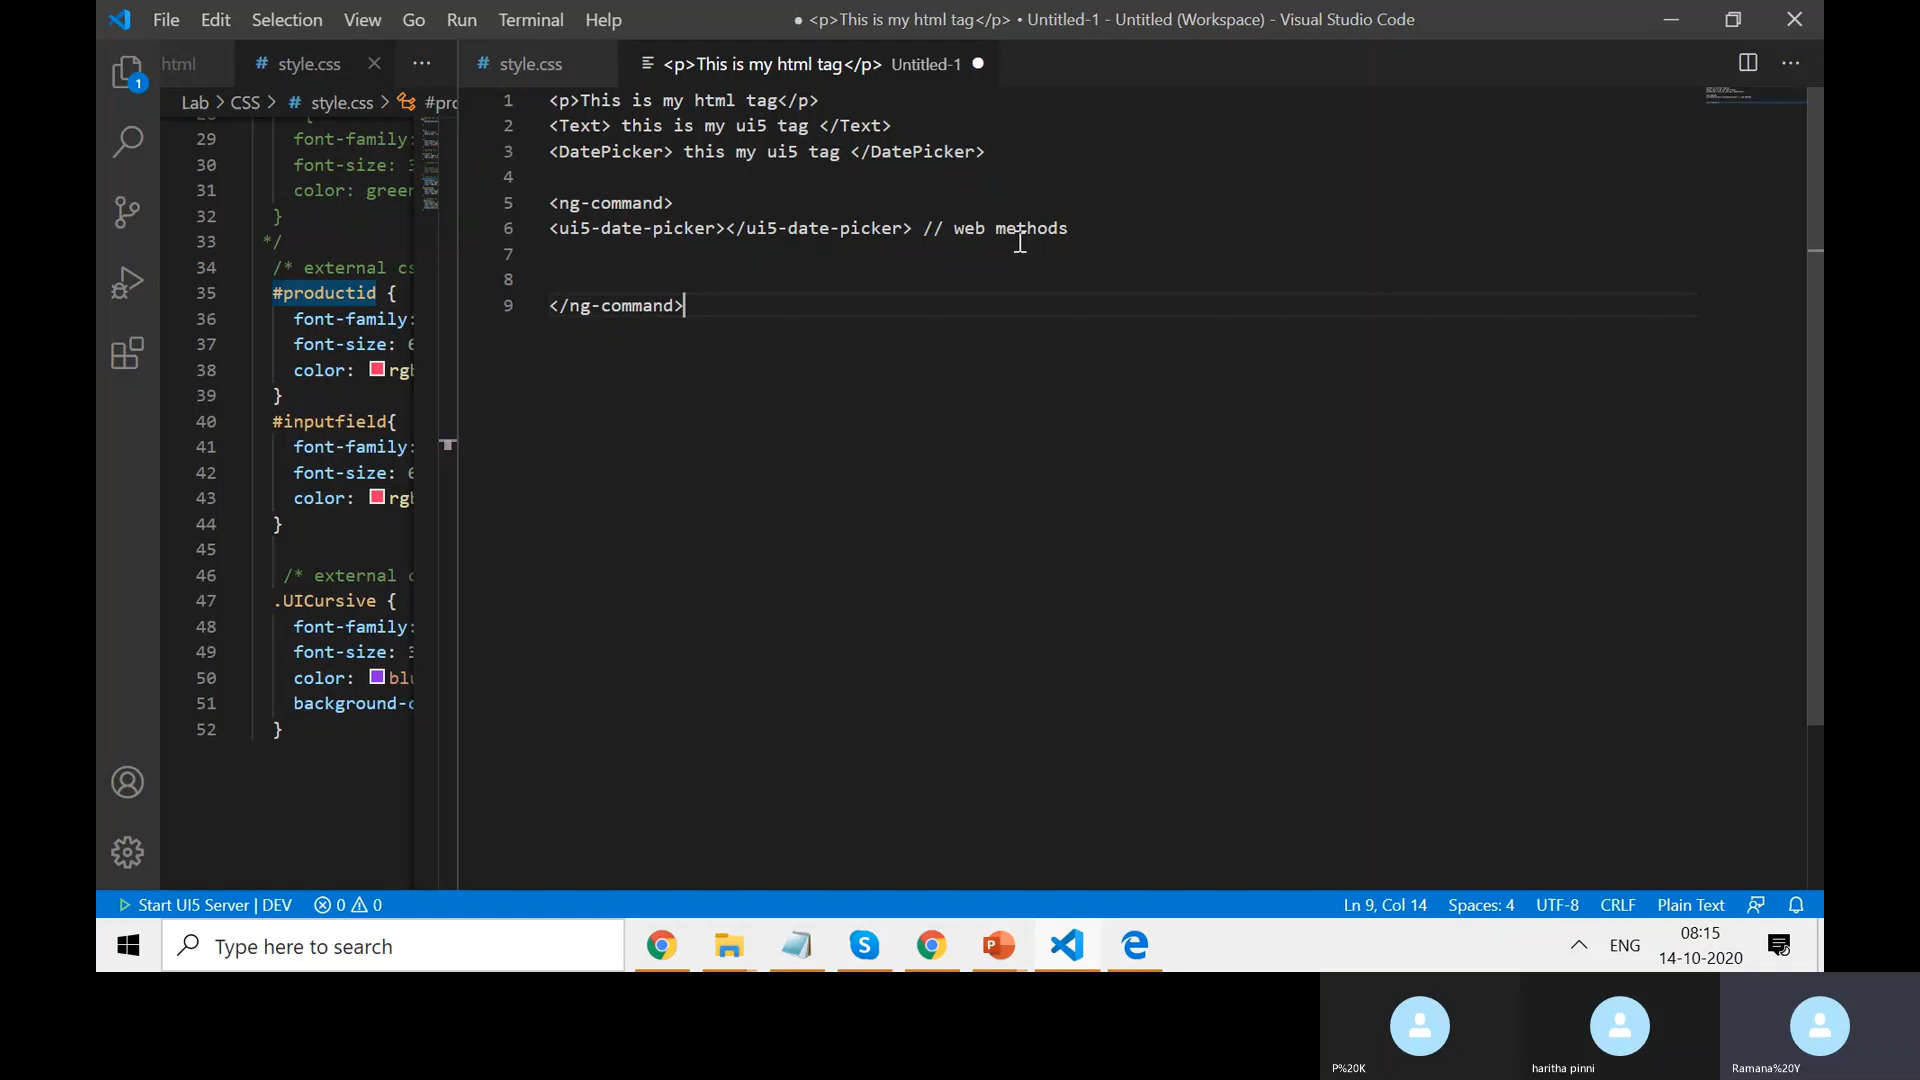 File Edit Selection View Go Run Terminal Help
● <p>This is my html tag</p> • Untitled-1 - Untitled (Workspace) - Visual Studio Code
html
# style.css
# style.css
<p>This is my html tag</p> Untitled-1
1
Lab > CSS > # style.css > #pro
29 font-family:
30 font-size: 3
31 color: green
32 }
33 */
34 /* external cs
35 #productid {
36 font-family:
37 font-size: 6
38 color: rgb
39 }
40 #inputfield{
41 font-family:
42 font-size: 6
43 color: rgb
44 }
45
46 /* external c
47 .UICursive {
48 font-family:
49 font-size: 3
50 color: blu
51 background-c
52 }
1 <p>This is my html tag</p>
2 <Text> this is my ui5 tag </Text>
3 <DatePicker> this my ui5 tag </DatePicker>
4
5 <ng-command>
6 <ui5-date-picker></ui5-date-picker> // web methods
7
8
9 </ng-command>
Start UI5 Server | DEV 0 0
Ln 9, Col 14 Spaces: 4 UTF-8 CRLF Plain Text
Type here to search
ENG
08:15
14-10-2020
P%20K
haritha pinni
Ramana%20Y